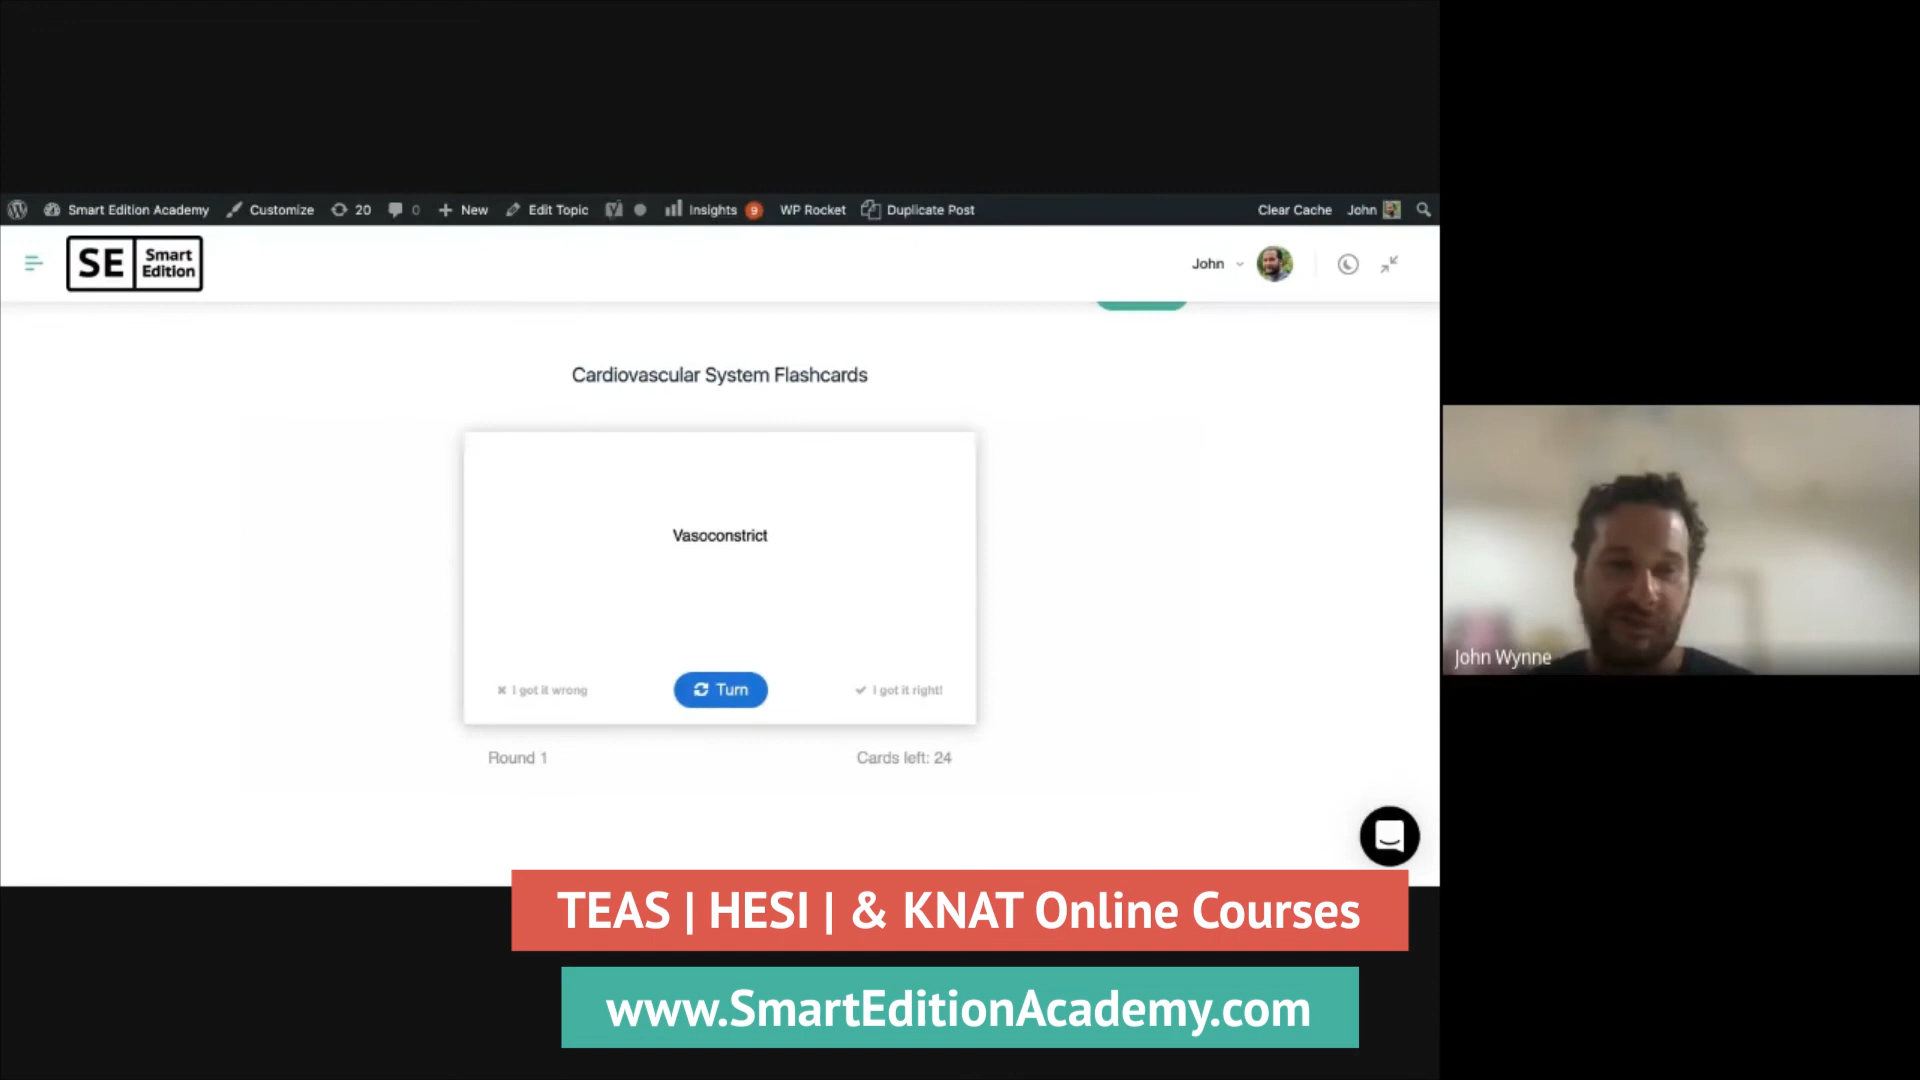 Smart Edition Academy Customize 20 0 + New Edit Topic Insights 9 WP Rocket Duplicate Post Clear Cache John
SE Smart Edition
John
Cardiovascular System Flashcards
Vasoconstrict
I got it wrong Turn I got it right!
Round 1 Cards left: 24
John Wynne
TEAS | HESI | & KNAT Online Courses
www.SmartEditionAcademy.com